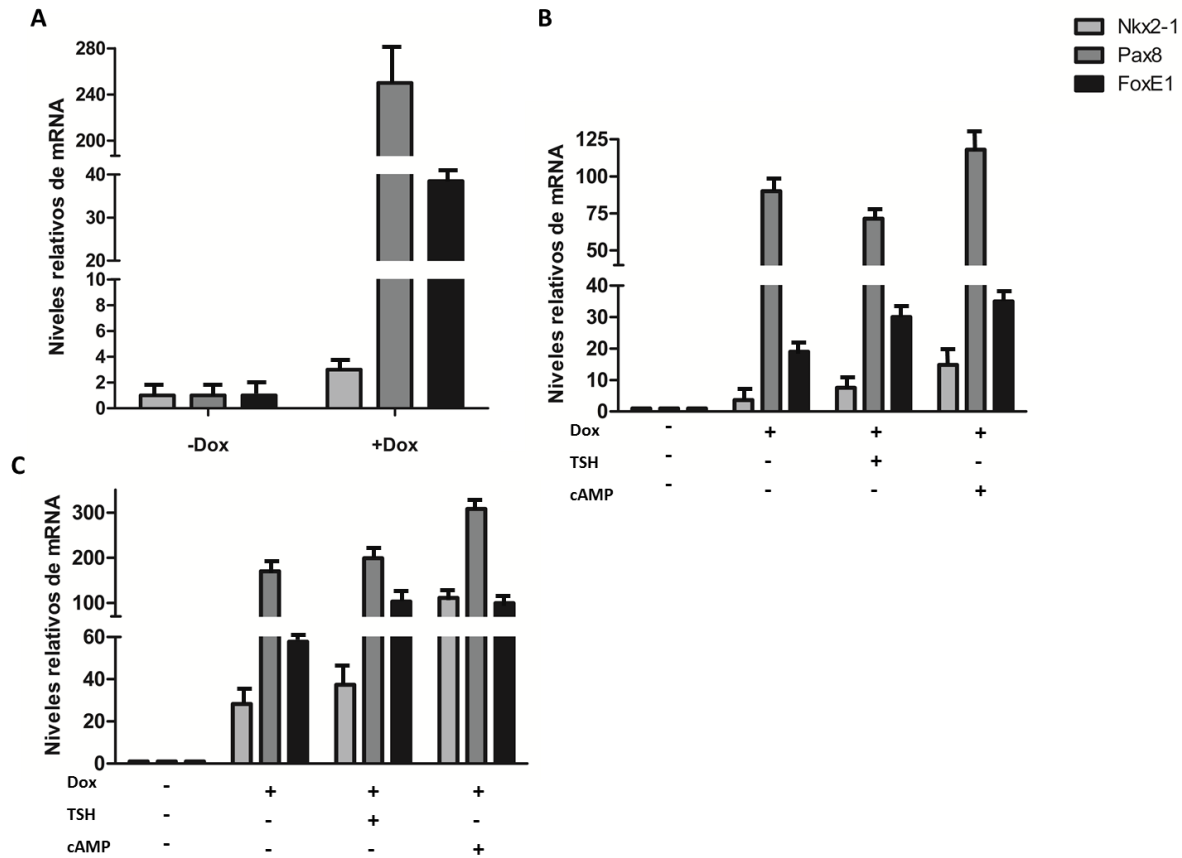 A
Niveles relativos de mRNA
280
240
200
40
30
20
10
8
6
4
2
0
-Dox +Dox
B
Nkx2-1
Pax8
FoxE1
Niveles relativos de mRNA
125
100
75
50
40
30
20
10
0
Dox - + + +
TSH - - + -
cAMP - - - +
C
Niveles relativos de mRNA
300
200
100
60
40
20
0
Dox - + + +
TSH - - + -
cAMP - - - +